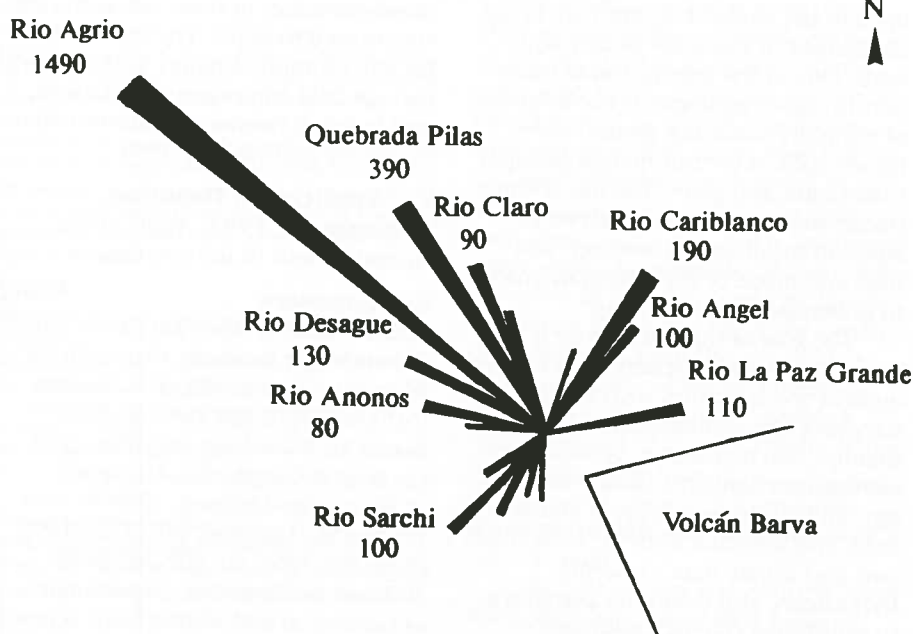 N
Rio Agrio
1490
Quebrada Pilas
390
Rio Claro
90
Rio Cariblanco
190
Rio Desague
130
Rio Angel
100
Rio Anonos
80
Rio La Paz Grande
110
Rio Sarchi
100
Volcán Barva